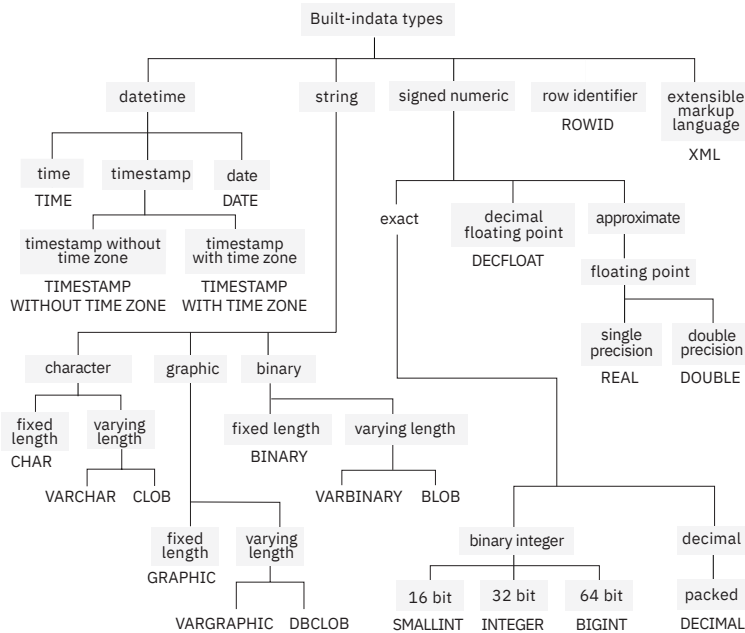 Built-indata types
datetime
string
signed numeric
row identifier
ROWID
extensible
markup
language
XML
time
TIME
timestamp
date
DATE
timestamp without
time zone
TIMESTAMP
WITHOUT TIME ZONE
timestamp
with time zone
TIMESTAMP
WITH TIME ZONE
exact
decimal
floating point
DECFLOAT
approximate
floating point
single
precision
REAL
double
precision
DOUBLE
character
graphic
binary
fixed
length
CHAR
varying
length
VARCHAR
CLOB
fixed length
BINARY
varying length
VARBINARY
BLOB
fixed
length
GRAPHIC
varying
length
VARGRAPHIC
DBCLOB
binary integer
decimal
16 bit
SMALLINT
32 bit
INTEGER
64 bit
BIGINT
packed
DECIMAL